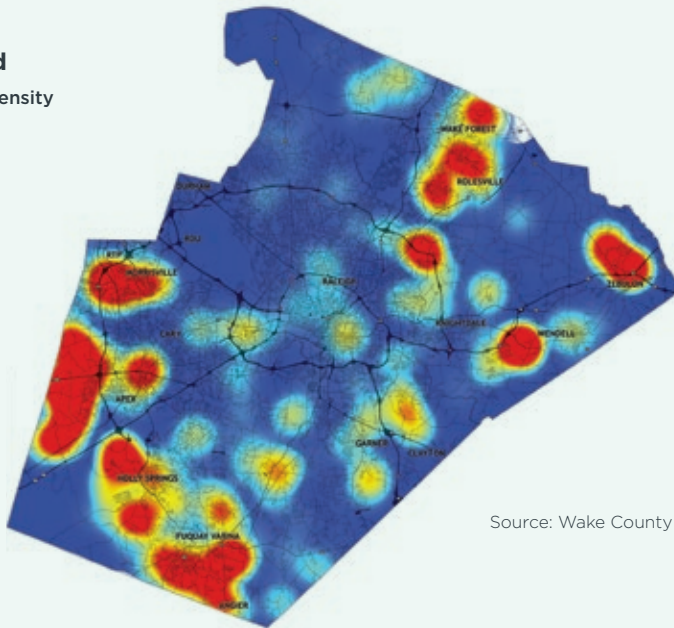 d
ensity
WAKE FOREST
ROLESVILLE
DURHAM
RDU
RTP
MORRISVILLE
RALEIGH
ZEBULON
CARY
KNIGHTDALE
WENDELL
APEX
GARNER
CLAYTON
HOLLY SPRINGS
FUQUAY VARINA
ANGIER
Source: Wake County